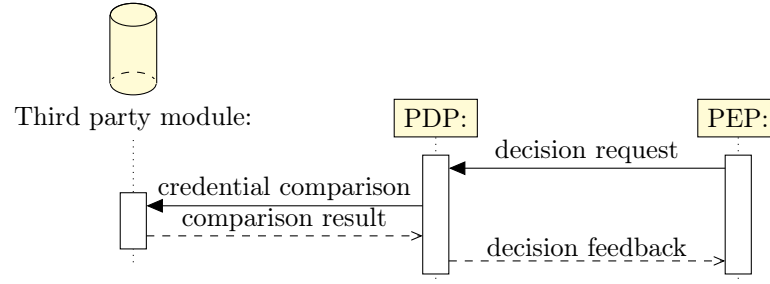 Third party module:
PDP:
PEP:
decision request
credential comparison
comparison result
decision feedback